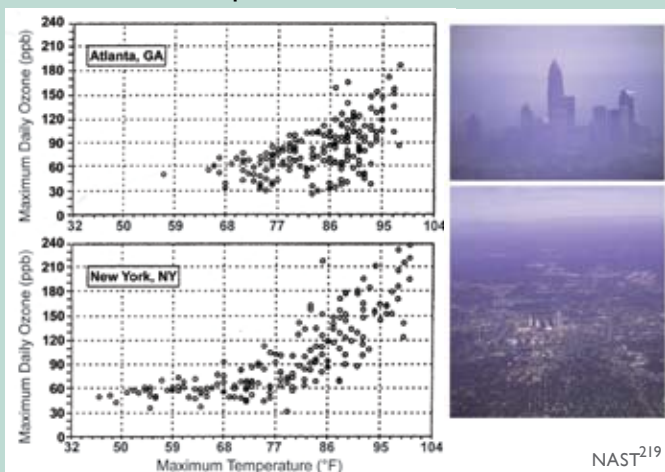 Maximum Daily Ozone (ppb)
240
210
180
150
120
90
60
30
0
Atlanta, GA
32 50 59 68 77 86 95 104
Maximum Daily Ozone (ppb)
240
210
180
150
120
90
60
30
0
New York, NY
32 50 59 68 77 86 95 104
Maximum Temperature (°F)
NAST219